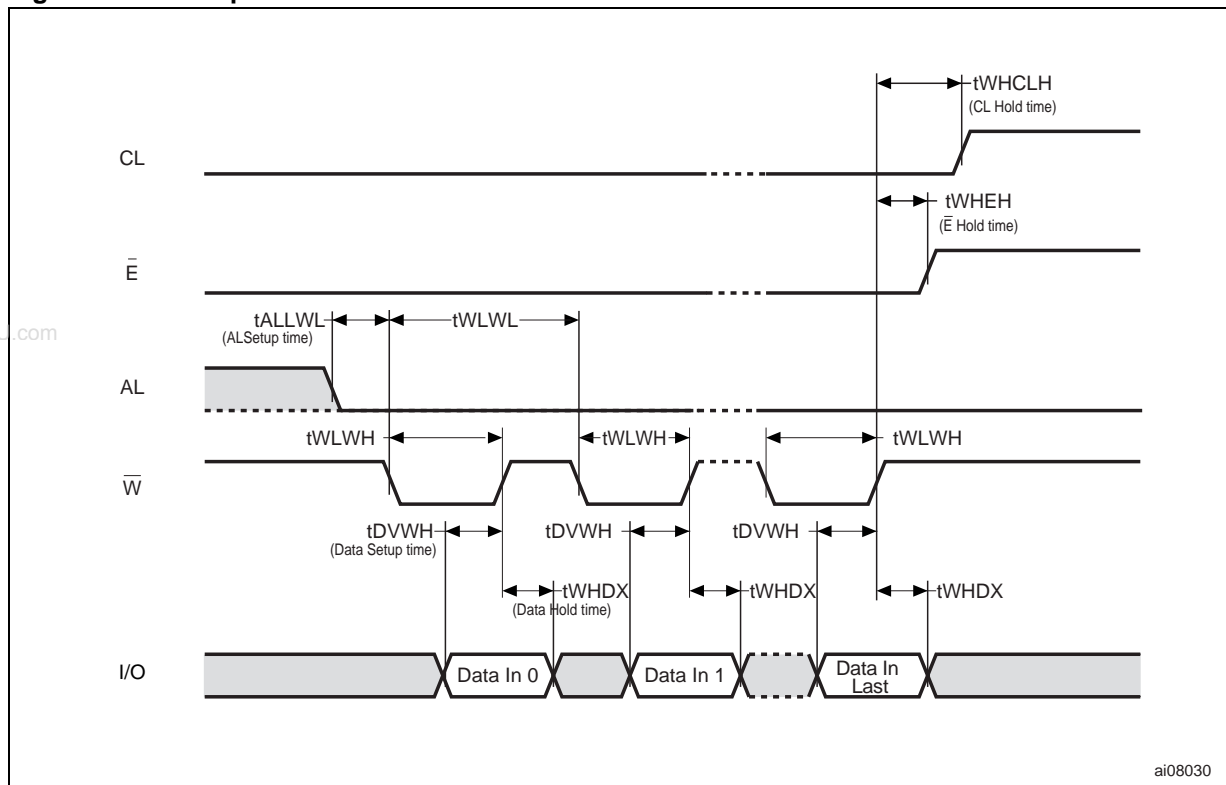 tWHCLH
(CL Hold time)
CL
tWHEH
(E̅ Hold time)
E̅
tALLWL
tWLWL
(ALSetup time)
.com
AL
tWLWH
tWLWH
tWLWH
W̅
tDVWH
tDVWH
tDVWH
(Data Setup time)
tWHDX
tWHDX
tWHDX
(Data Hold time)
I/O
Data In 0
Data In 1
Data In
Last
ai08030